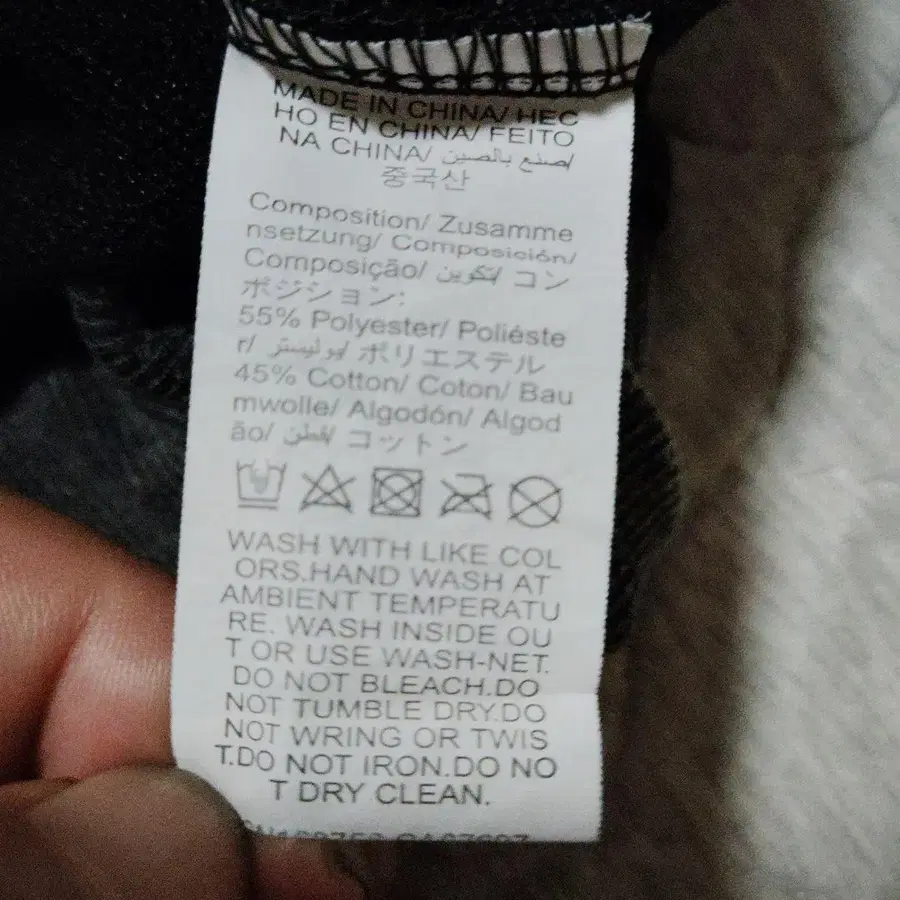 MADE IN CHINA/ HEC
HO EN CHINA/ FEITO
NA CHINA/ صنع بالصين/
중국산
Composition/ Zusamme
nsetzung/ Composición/
Composição/ تكوين/ コン
ポジション:
55% Polyester/ Poliéste
r/ بوليستر/ ポリエステル
45% Cotton/ Coton/ Bau
mwolle/ Algodón/ Algod
ão/ قطن/ コットン
WASH WITH LIKE COL
ORS.HAND WASH AT
AMBIENT TEMPERATU
RE. WASH INSIDE OU
T OR USE WASH-NET.
DO NOT BLEACH.DO
NOT TUMBLE DRY.DO
NOT WRING OR TWIS
T.DO NOT IRON.DO NO
T DRY CLEAN.